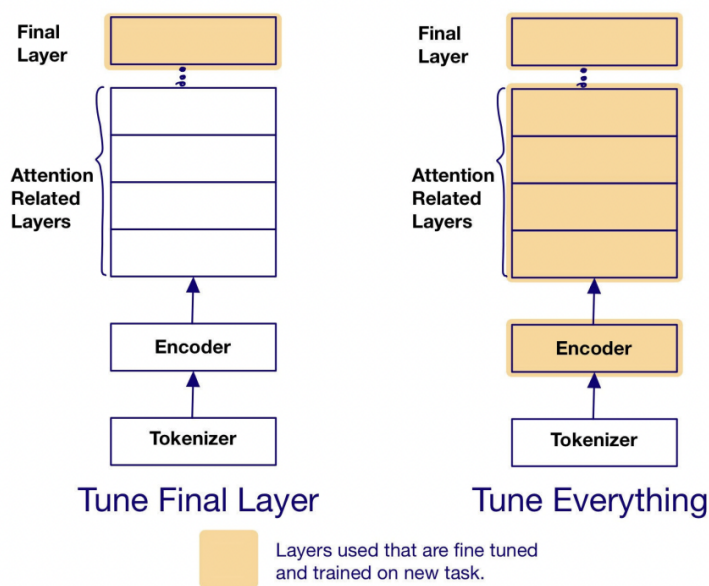 Final
Layer
Attention
Related
Layers
Encoder
Tokenizer
Tune Final Layer
Final
Layer
Attention
Related
Layers
Encoder
Tokenizer
Tune Everything
Layers used that are fine tuned
and trained on new task.